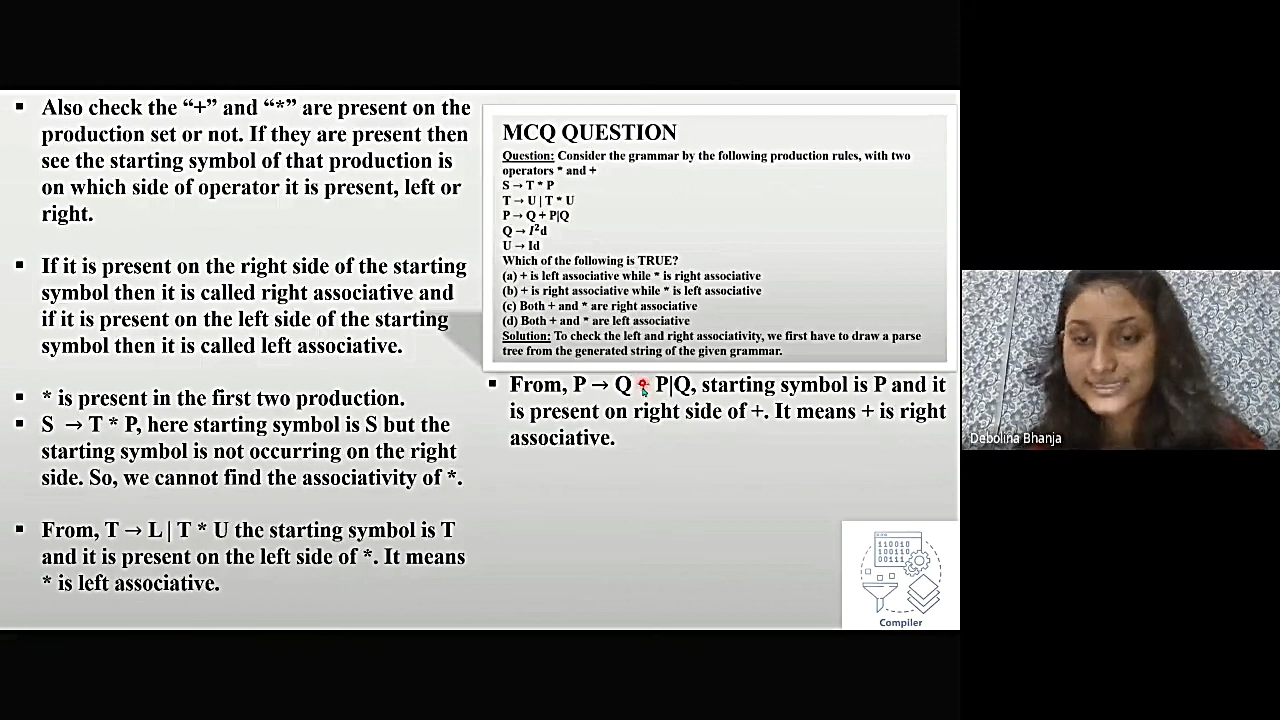 ▪ Also check the “+” and “*” are present on the
production set or not. If they are present then
see the starting symbol of that production is
on which side of operator it is present, left or
right.
▪ If it is present on the right side of the starting
symbol then it is called right associative and
if it is present on the left side of the starting
symbol then it is called left associative.
▪ * is present in the first two production.
▪ S → T * P, here starting symbol is S but the
starting symbol is not occurring on the right
side. So, we cannot find the associativity of *.
▪ From, T → L | T * U the starting symbol is T
and it is present on the left side of *. It means
* is left associative.
MCQ QUESTION
Question: Consider the grammar by the following production rules, with two
operators * and +
S → T * P
T → U | T * U
P → Q + P|Q
Q → I²d
U → Id
Which of the following is TRUE?
(a) + is left associative while * is right associative
(b) + is right associative while * is left associative
(c) Both + and * are right associative
(d) Both + and * are left associative
Solution: To check the left and right associativity, we first have to draw a parse
tree from the generated string of the given grammar.
▪ From, P → Q + P|Q, starting symbol is P and it
is present on right side of +. It means + is right
associative.
110010
100110
00111
Compiler
Debolina Bhanja